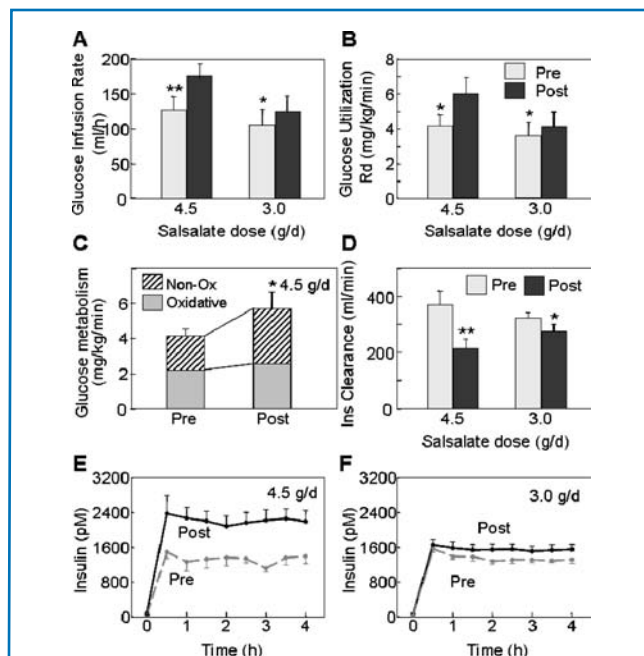 A
Glucose Infusion Rate
(ml/h)
200
150
100
50
0
**
*
4.5
3.0
Salsalate dose (g/d)
B
Glucose Utilization
Rd (mg/kg/min)
8
6
4
2
0
Pre
Post
*
*
4.5
3.0
Salsalate dose (g/d)
C
Glucose metabolism
(mg/kg/min)
6
4
2
0
Non-Ox
Oxidative
* 4.5 g/d
Pre
Post
D
Ins Clearance (ml/min)
400
200
0
Pre
Post
**
*
4.5
3.0
Salsalate dose (g/d)
E
Insulin (pM)
3200
2400
1600
800
0
4.5 g/d
Post
Pre
0 1 2 3 4
Time (h)
F
Insulin (pM)
3200
2400
1600
800
0
3.0 g/d
Post
Pre
0 1 2 3 4
Time (h)